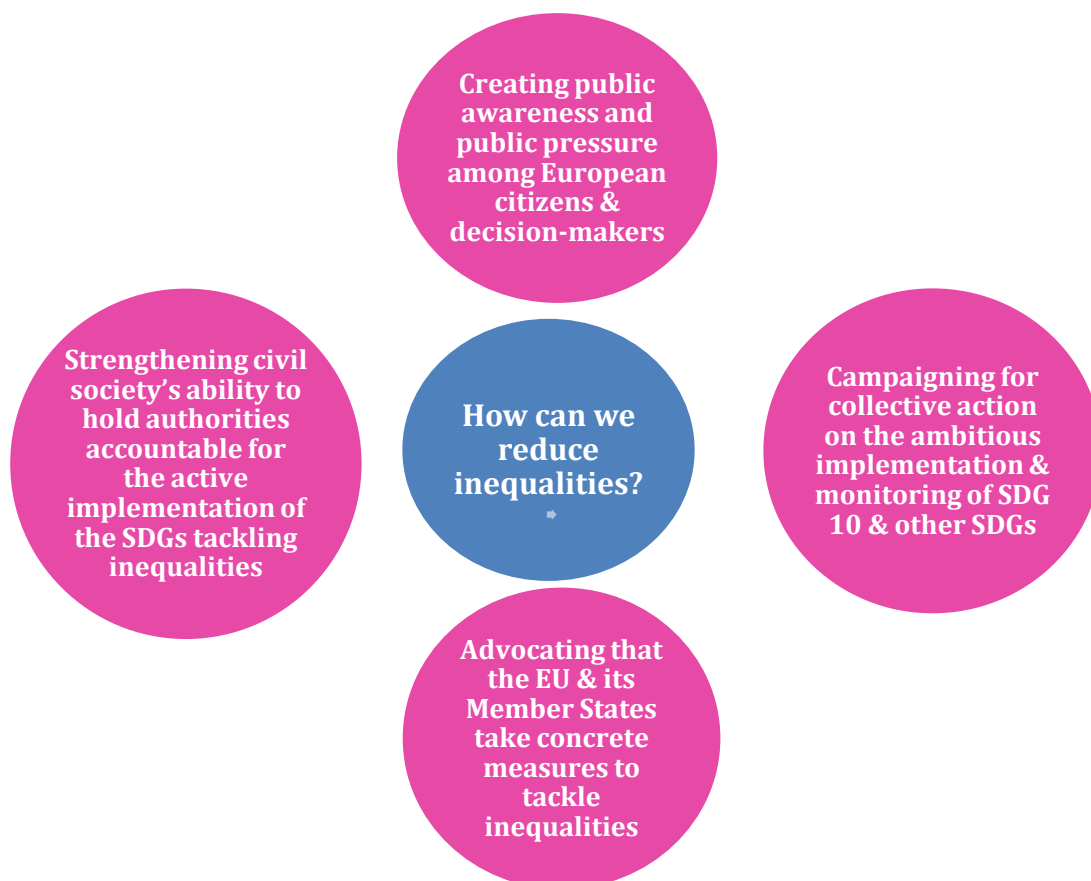 Creating public
awareness and
public pressure
among European
citizens &
decision-makers
Strengthening civil
society’s ability to
hold authorities
accountable for
the active
implementation of
the SDGs tackling
inequalities
How can we
reduce
inequalities?
Campaigning for
collective action
on the ambitious
implementation &
monitoring of SDG
10 & other SDGs
Advocating that
the EU & its
Member States
take concrete
measures to
tackle
inequalities